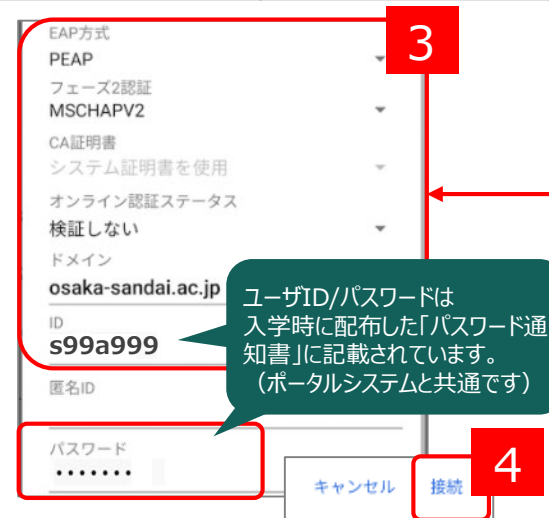 EAP方式
PEAP
3
フェーズ2認証
MSCHAPV2
CA証明書
システム証明書を使用
オンライン認証ステータス
検証しない
ドメイン
osaka-sandai.ac.jp
ID
s99a999
ユーザID/パスワードは
入学時に配布した「パスワード通
知書」に記載されています。
（ポータルシステムと共通です）
匿名ID
パスワード
•••••••
キャンセル
接続
4